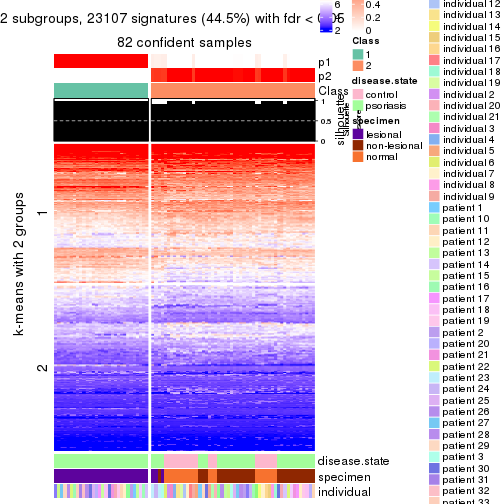 2 subgroups, 23107 signatures (44.5%) with fdr < 0.05
82 confident samples
p1
p2
Class
1
0.5
0
silhouette
k-means with 2 groups
1
2
disease.state
specimen
individual
6
2
0.4
0
Class
1
2
disease.state
control
psoriasis
specimen
lesional
non-lesional
normal
individual 12
individual 13
individual 14
individual 15
individual 16
individual 17
individual 18
individual 19
individual 2
individual 20
individual 21
individual 3
individual 4
individual 5
individual 6
individual 7
individual 8
individual 9
patient 1
patient 10
patient 11
patient 12
patient 13
patient 14
patient 15
patient 16
patient 17
patient 18
patient 19
patient 2
patient 20
patient 21
patient 22
patient 23
patient 24
patient 25
patient 26
patient 27
patient 28
patient 29
patient 3
patient 30
patient 31
patient 32
patient 33